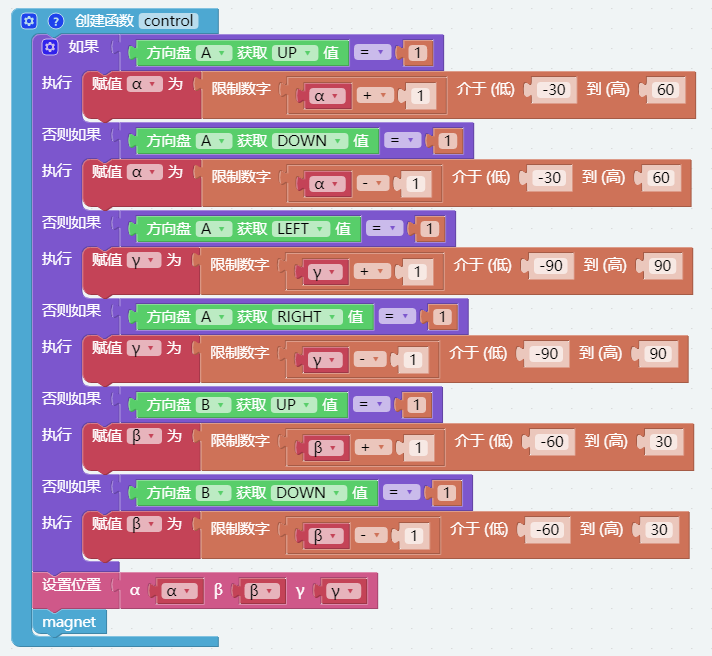 创建函数 control
如果 方向盘 A 获取 UP 值 = 1
执行 赋值 α 为 限制数字 α + 1 介于 (低) -30 到 (高) 60
否则如果 方向盘 A 获取 DOWN 值 = 1
执行 赋值 α 为 限制数字 α - 1 介于 (低) -30 到 (高) 60
否则如果 方向盘 A 获取 LEFT 值 = 1
执行 赋值 γ 为 限制数字 γ + 1 介于 (低) -90 到 (高) 90
否则如果 方向盘 A 获取 RIGHT 值 = 1
执行 赋值 γ 为 限制数字 γ - 1 介于 (低) -90 到 (高) 90
否则如果 方向盘 B 获取 UP 值 = 1
执行 赋值 β 为 限制数字 β + 1 介于 (低) -60 到 (高) 30
否则如果 方向盘 B 获取 DOWN 值 = 1
执行 赋值 β 为 限制数字 β - 1 介于 (低) -60 到 (高) 30
设置位置 α α β β γ γ
magnet